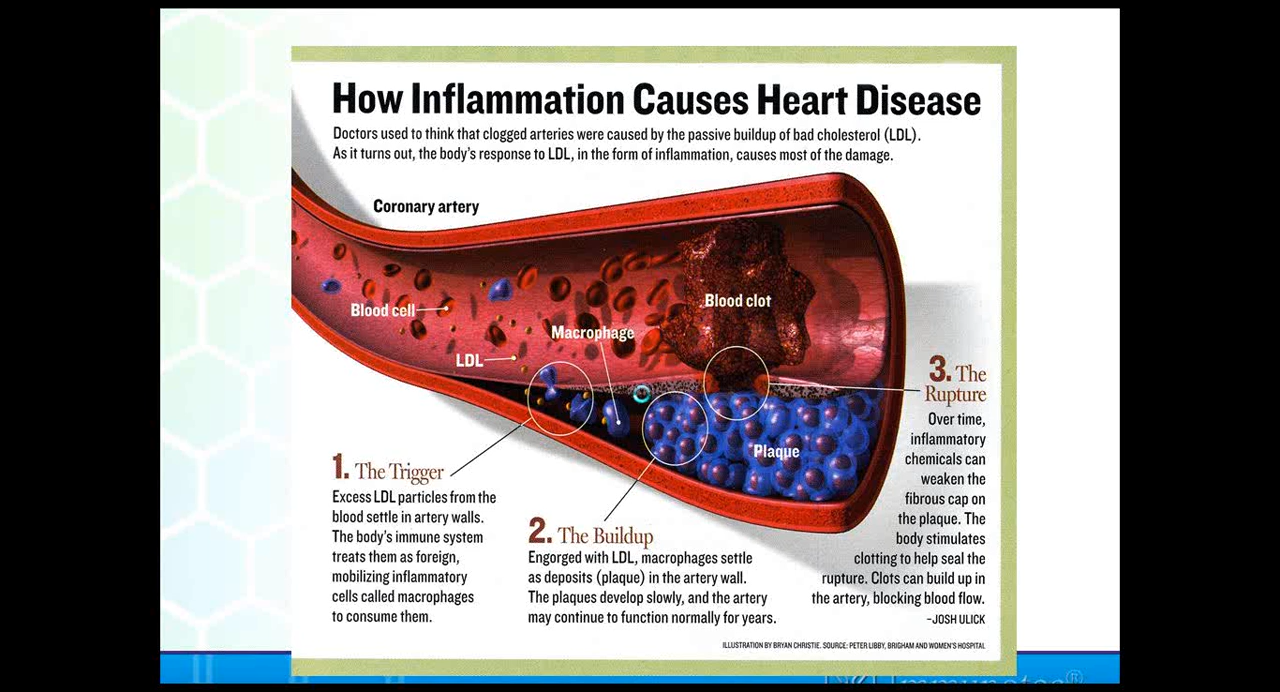 How Inflammation Causes Heart Disease
Doctors used to think that clogged arteries were caused by the passive buildup of bad cholesterol (LDL).
As it turns out, the body's response to LDL, in the form of inflammation, causes most of the damage.
Coronary artery
Blood cell
LDL
Macrophage
Blood clot
Plaque
1. The Trigger
Excess LDL particles from the
blood settle in artery walls.
The body's immune system
treats them as foreign,
mobilizing inflammatory
cells called macrophages
to consume them.
2. The Buildup
Engorged with LDL, macrophages settle
as deposits (plaque) in the artery wall.
The plaques develop slowly, and the artery
may continue to function normally for years.
3. The
Rupture
Over time,
inflammatory
chemicals can
weaken the
fibrous cap on
the plaque. The
body stimulates
clotting to help seal the
rupture. Clots can build up in
the artery, blocking blood flow.
–JOSH ULICK
ILLUSTRATION BY BRYAN CHRISTIE. SOURCE: PETER LIBBY, BRIGHAM AND WOMEN'S HOSPITAL